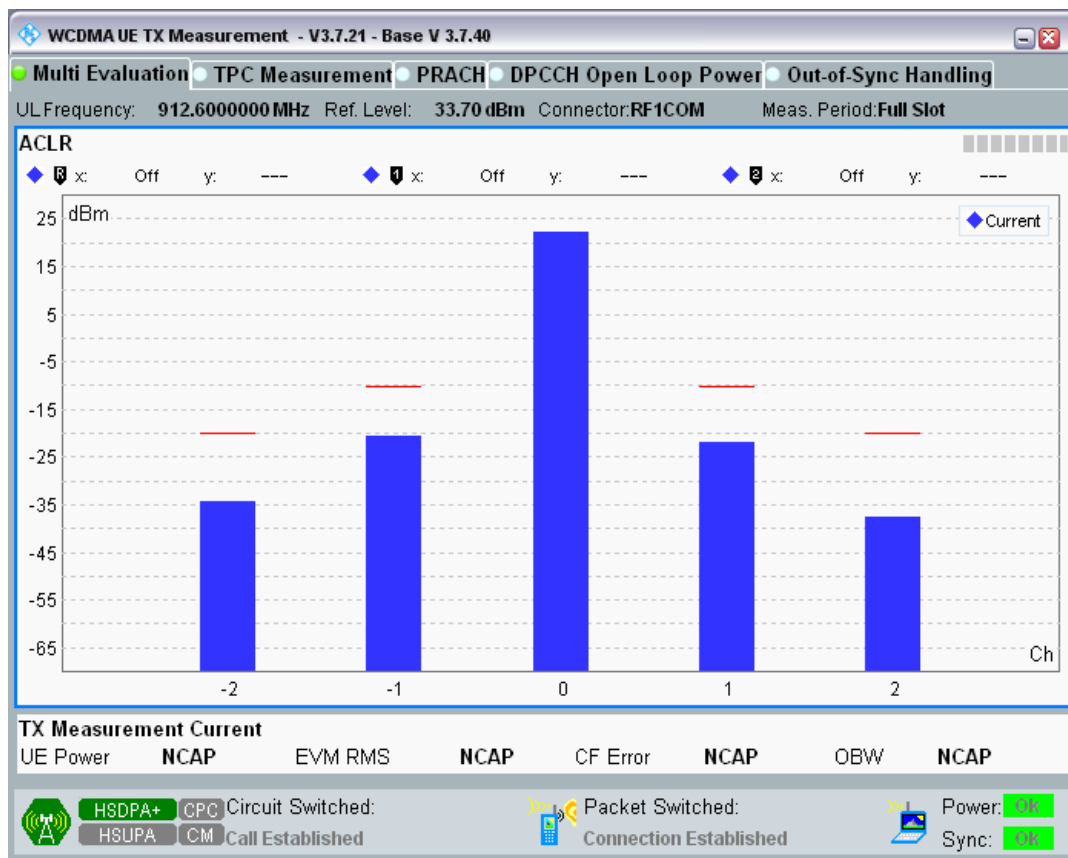 WCDMA UE TX Measurement - V3.7.21 - Base V 3.7.40
Multi Evaluation TPC Measurement PRACH DPCCH Open Loop Power Out-of-Sync Handling
UL Frequency: 912.6000000 MHz Ref. Level: 33.70 dBm Connector:RF1COM Meas. Period:Full Slot
ACLR
R x: Off y: --- 1 x: Off y: --- 2 x: Off y: ---
dBm
Current
25
15
5
-5
-15
-25
-35
-45
-55
-65
Ch
-2 -1 0 1 2
TX Measurement Current
UE Power NCAP EVM RMS NCAP CF Error NCAP OBW NCAP
HSDPA+ CPC Circuit Switched: Packet Switched: Power: OK
HSUPA CM Call Established Connection Established Sync: OK